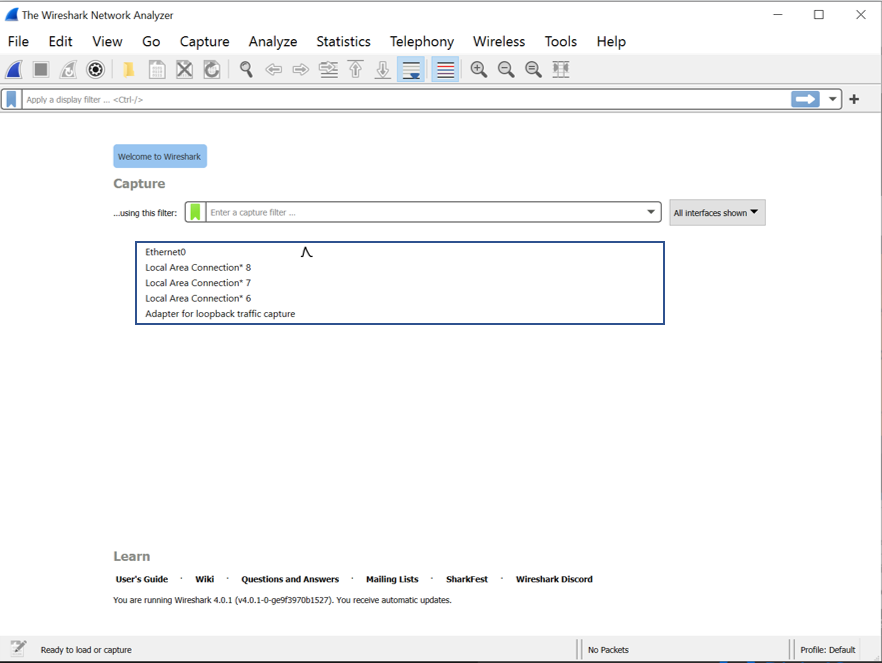 The Wireshark Network Analyzer
File Edit View Go Capture Analyze Statistics Telephony Wireless Tools Help
Apply a display filter ... <Ctrl-/>
Welcome to Wireshark
Capture
...using this filter: Enter a capture filter ... All interfaces shown
Ethernet0
Local Area Connection* 8
Local Area Connection* 7
Local Area Connection* 6
Adapter for loopback traffic capture
Learn
User's Guide · Wiki · Questions and Answers · Mailing Lists · SharkFest · Wireshark Discord
You are running Wireshark 4.0.1 (v4.0.1-0-ge9f3970b1527). You receive automatic updates.
Ready to load or capture No Packets Profile: Default